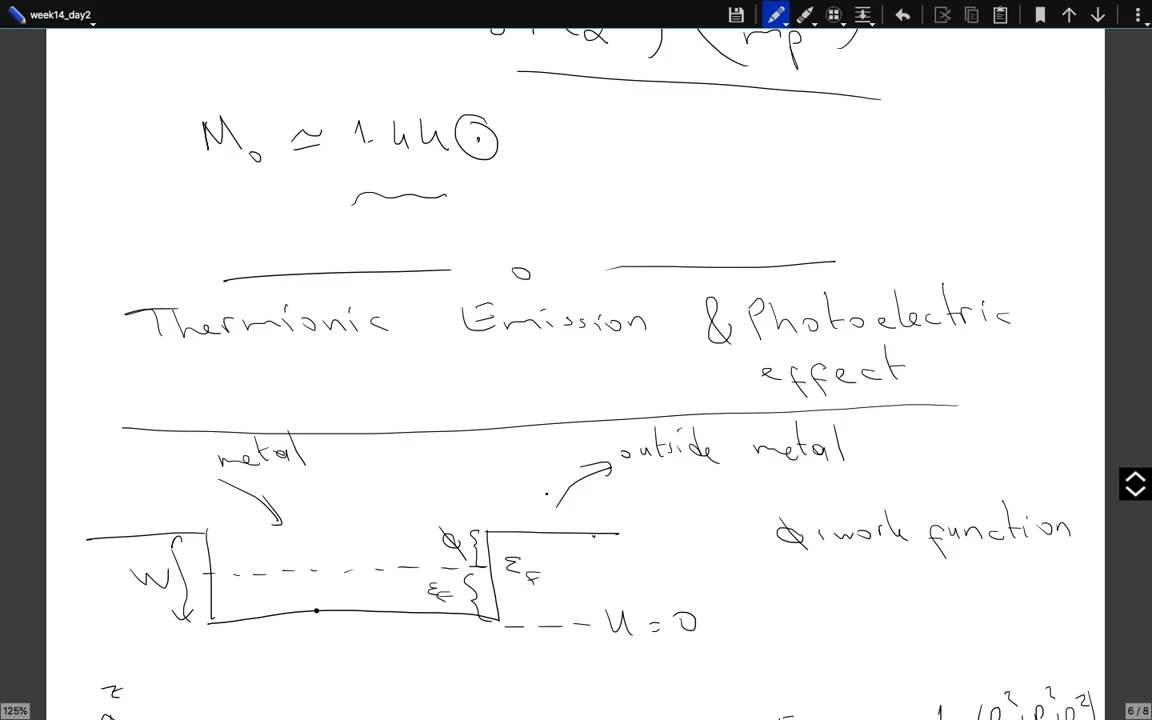 week14_day2
M₀ ≃ 1.44⊙
Thermionic Emission & Photoelectric
effect
metal
outside metal
ϕ: work function
W
ϕ
ε_F
ε_F
U = 0
z
125%
6 / 8